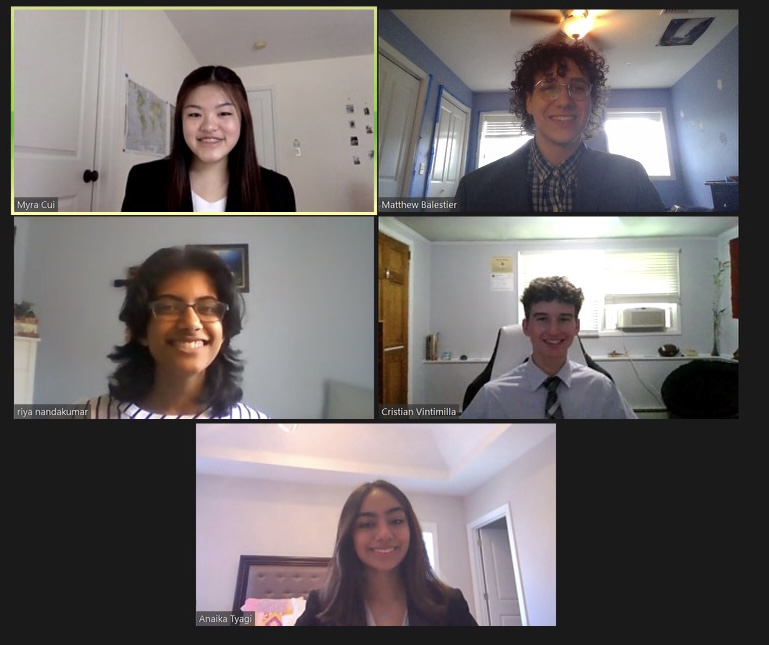 Myra Cui
Matthew Balestier
riya nandakumar
Cristian Vintimilla
Anaika Tyagi